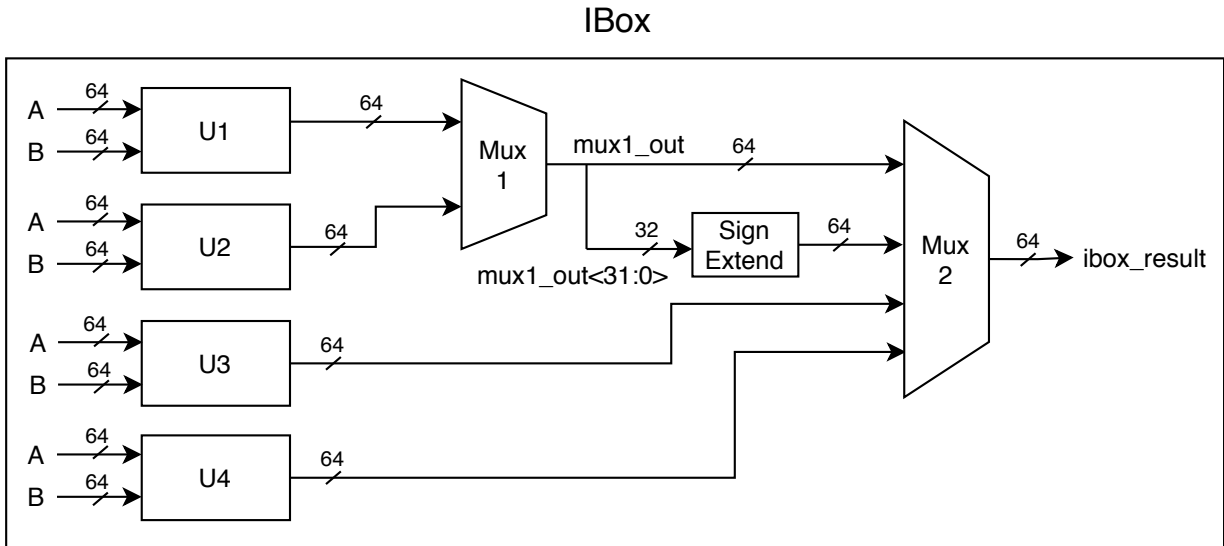 IBox
A
64
B
64
U1
64
A
64
B
64
U2
64
Mux
1
mux1_out
64
32
mux1_out<31:0>
Sign
Extend
64
A
64
B
64
U3
64
A
64
B
64
U4
64
Mux
2
64
ibox_result